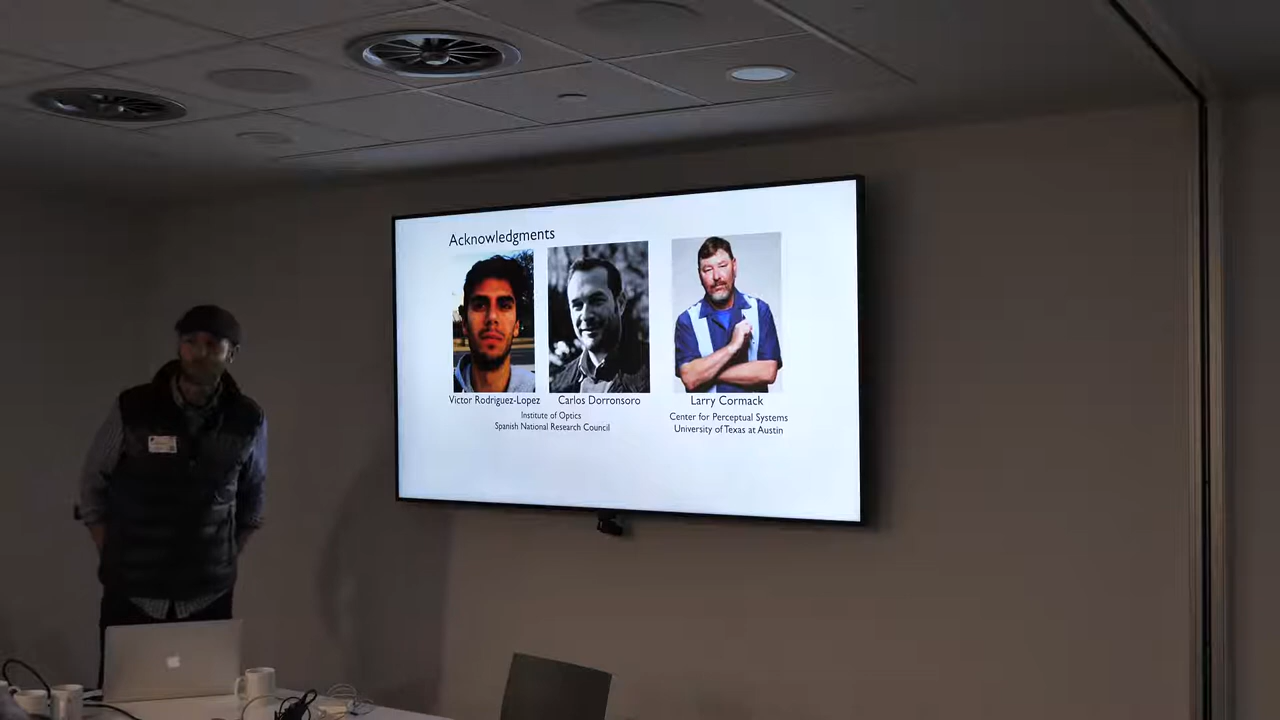 Acknowledgments
Victor Rodriguez-Lopez
Carlos Dorronsoro
Institute of Optics
Spanish National Research Council
Larry Cormack
Center for Perceptual Systems
University of Texas at Austin